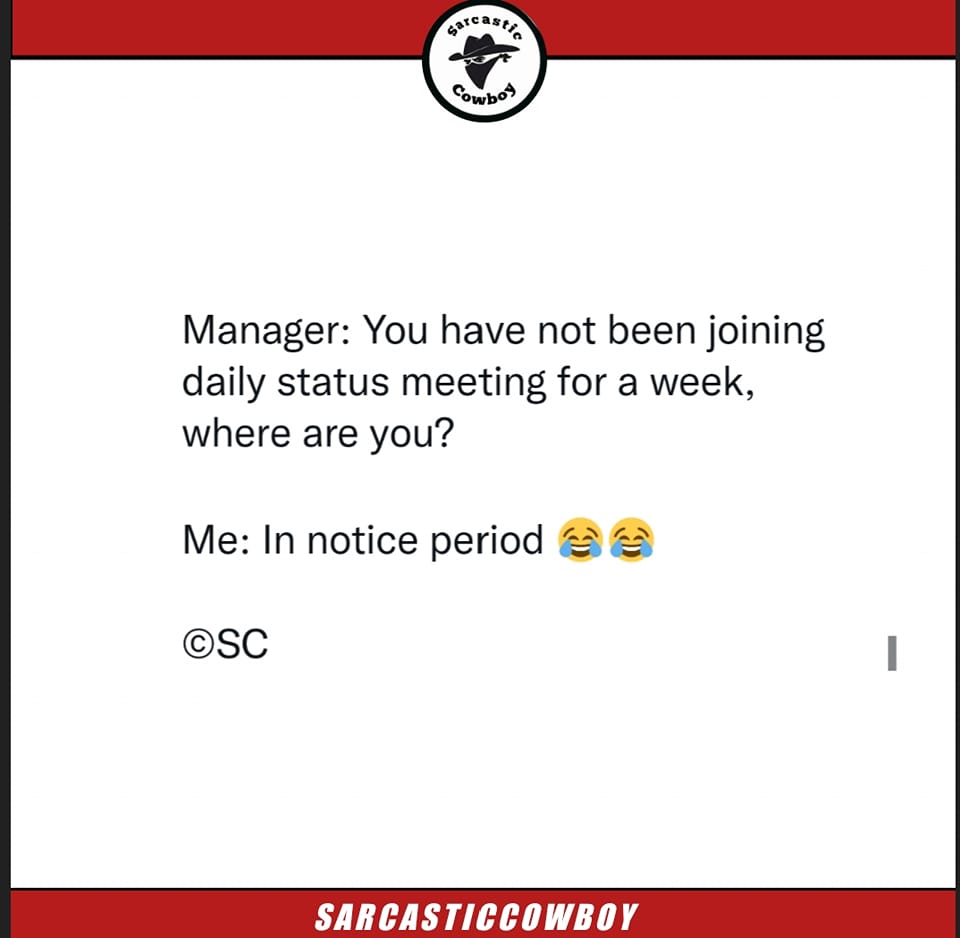 Sarcastic
Cowboy
Manager: You have not been joining
daily status meeting for a week,
where are you?
Me: In notice period 😂😂
©SC
SARCASTICCOWBOY